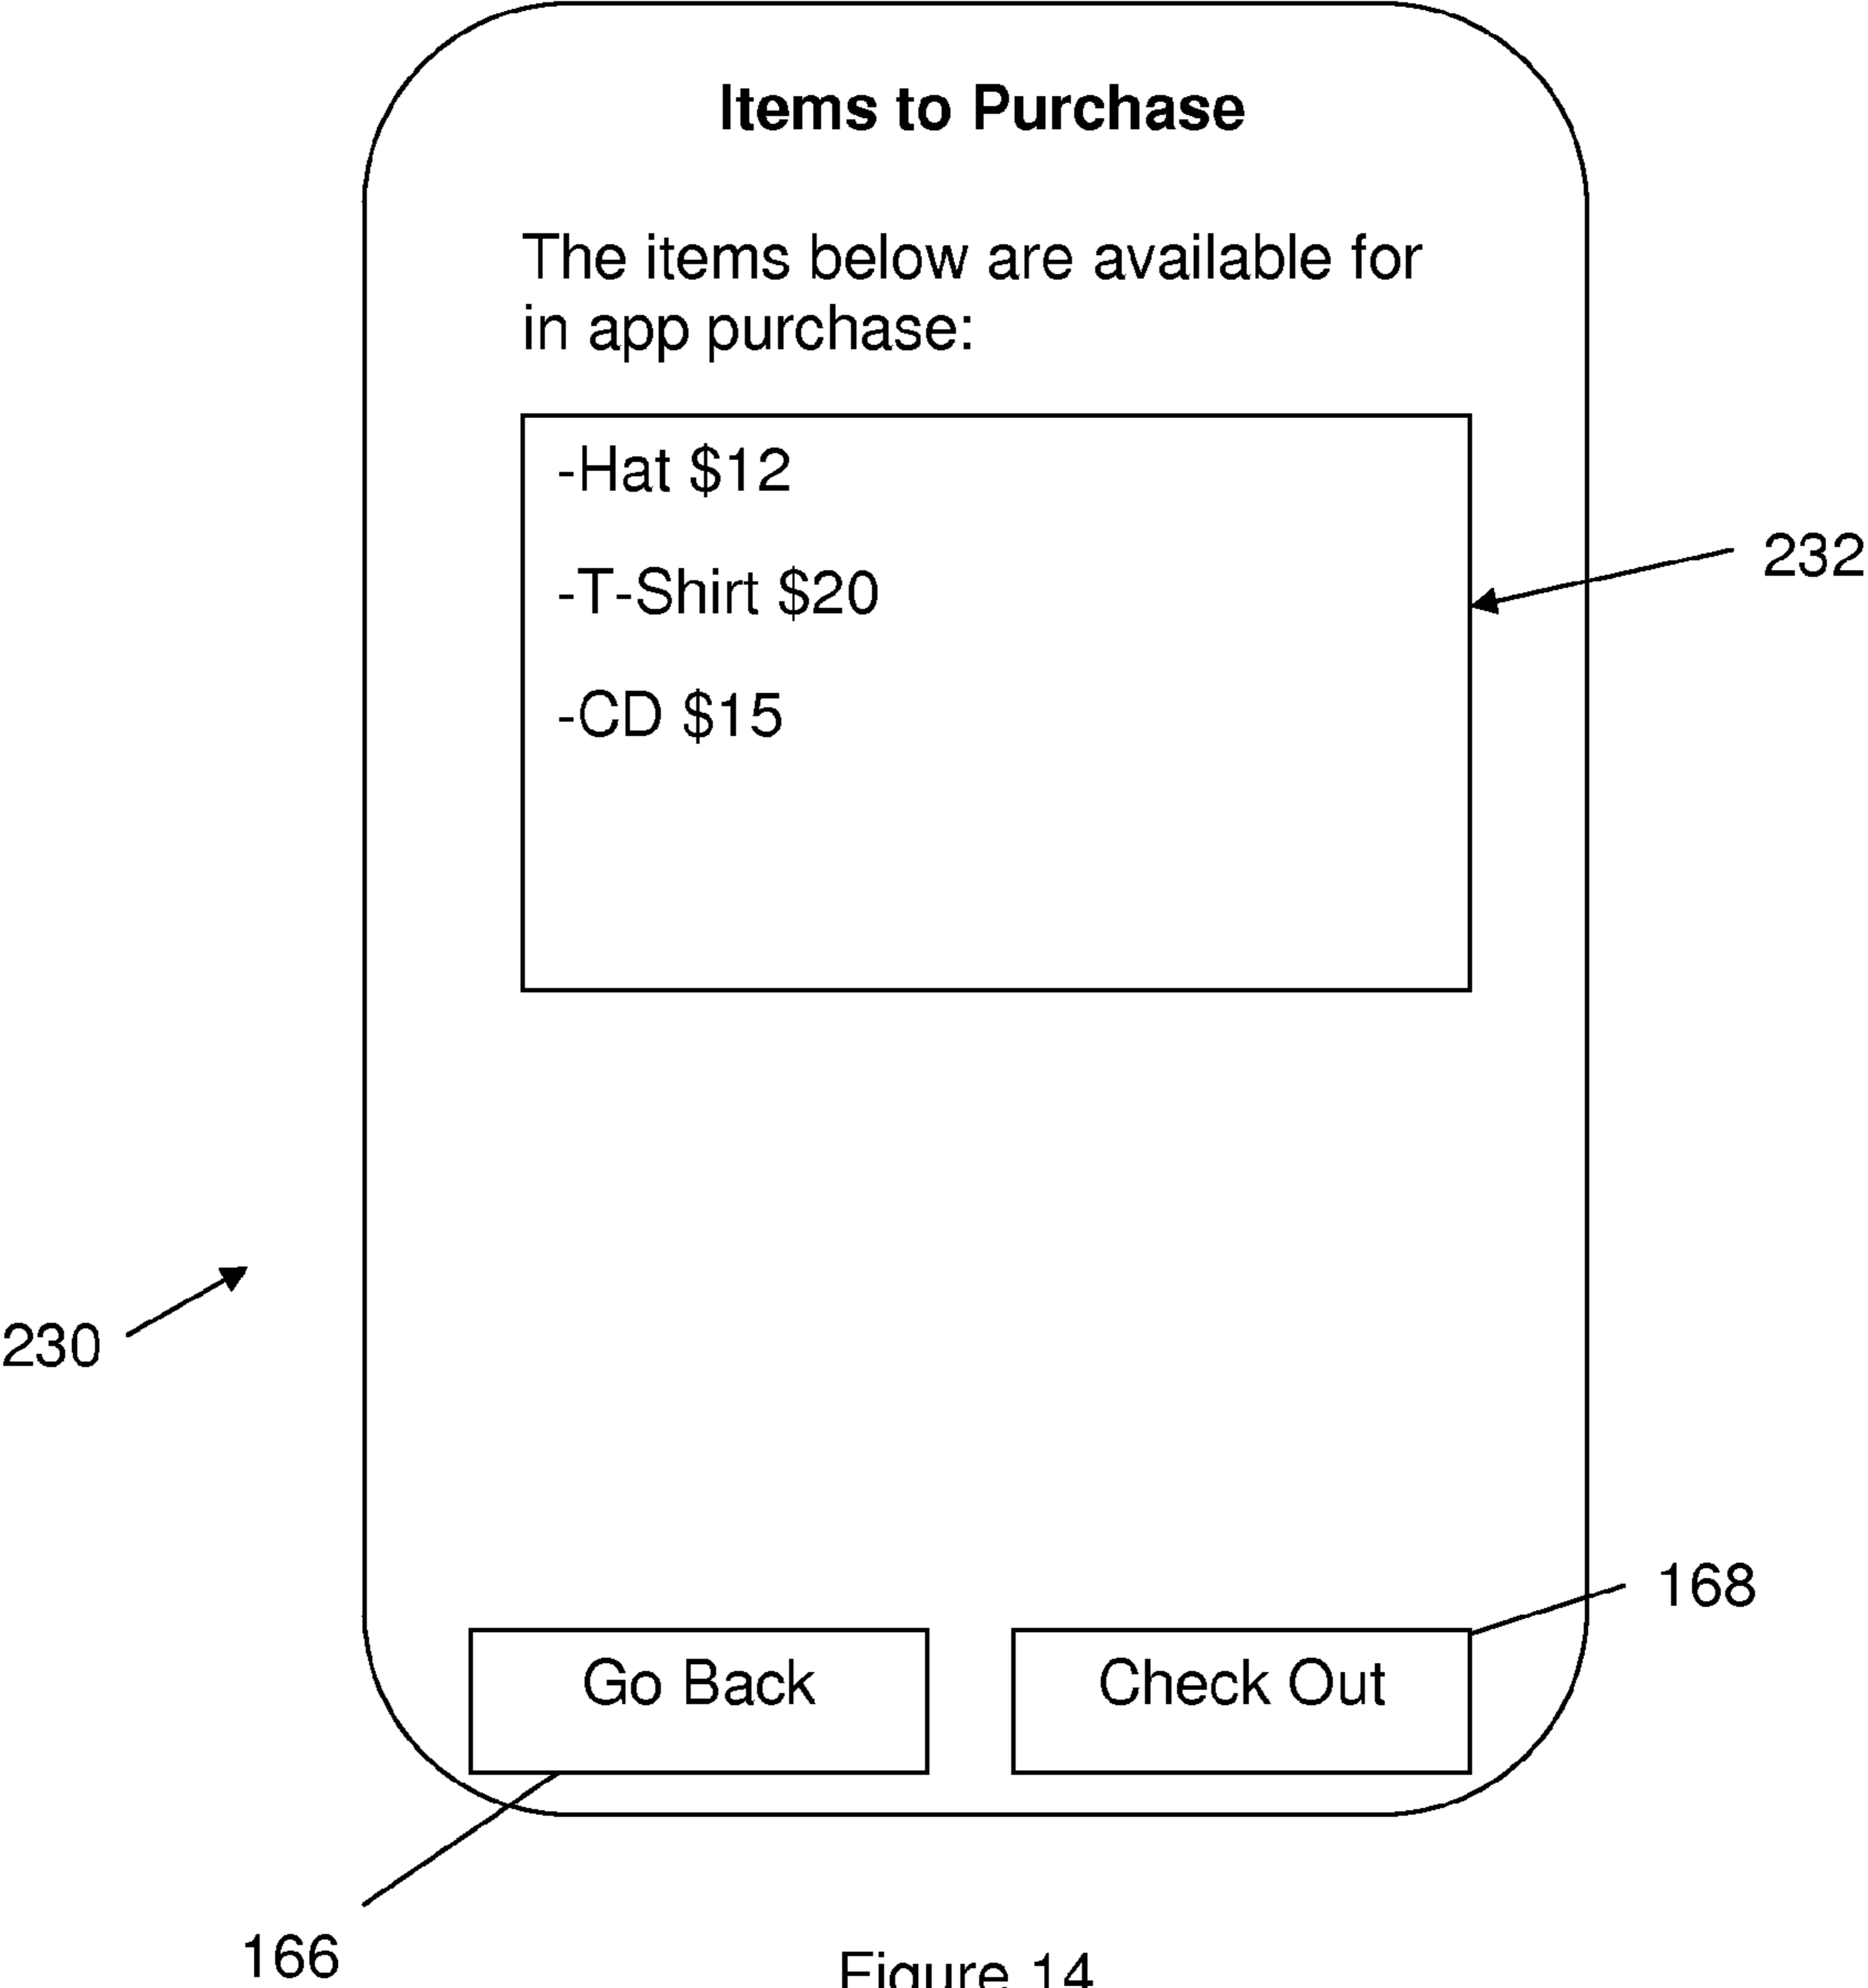 Items to Purchase
The items below are available for
in app purchase:
-Hat $12
232
-T-Shirt $20
-CD $15
230
168
Go Back
Check Out
166
Figure 14